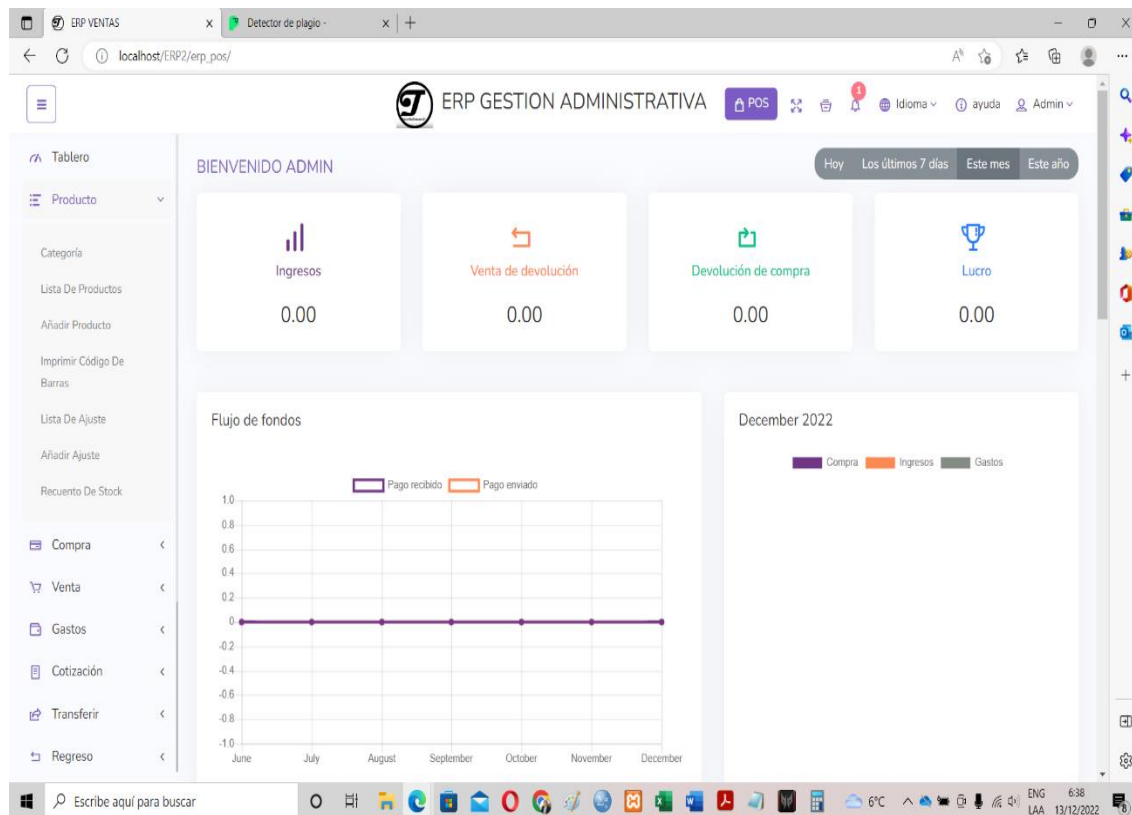 ERP VENTAS
Detector de plagio -
localhost/ERP2/erp_pos/
ERP GESTION ADMINISTRATIVA
POS
1
Idioma
ayuda
Admin
Tablero
Producto
Categoría
Lista De Productos
Añadir Producto
Imprimir Código De
Barras
Lista De Ajuste
Añadir Ajuste
Recuento De Stock
Compra
Venta
Gastos
Cotización
Transferir
Regreso
BIENVENIDO ADMIN
Hoy
Los últimos 7 días
Este mes
Este año
Ingresos
0.00
Venta de devolución
0.00
Devolución de compra
0.00
Lucro
0.00
Flujo de fondos
Pago recibido
Pago enviado
1.0
0.8
0.6
0.4
0.2
0
-0.2
-0.4
-0.6
-0.8
-1.0
June
July
August
September
October
November
December
December 2022
Compra
Ingresos
Gastos
Escribe aquí para buscar
6°C
ENG
LAA
6:38
13/12/2022
8